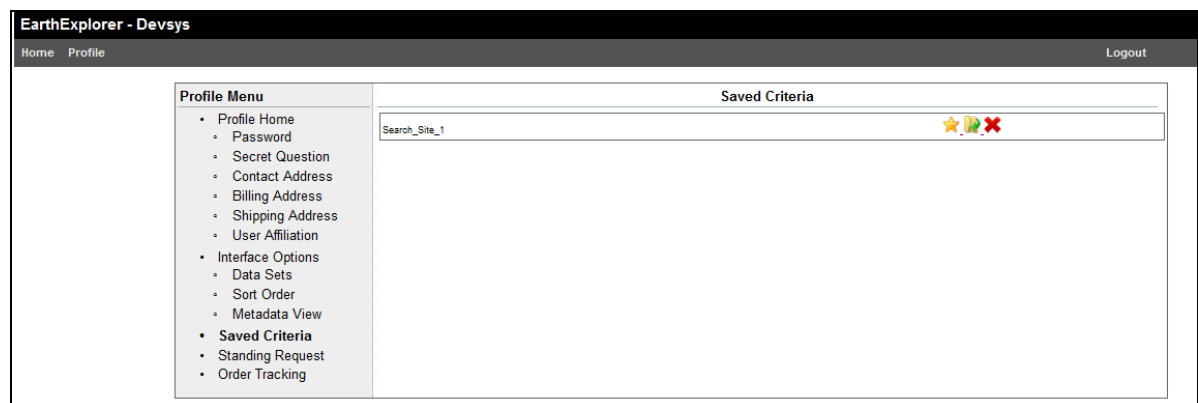 EarthExplorer - Devsys
Home Profile Logout
Profile Menu
Profile Home
Password
Secret Question
Contact Address
Billing Address
Shipping Address
User Affiliation
Interface Options
Data Sets
Sort Order
Metadata View
Saved Criteria
Standing Request
Order Tracking
Saved Criteria
Search_Site_1